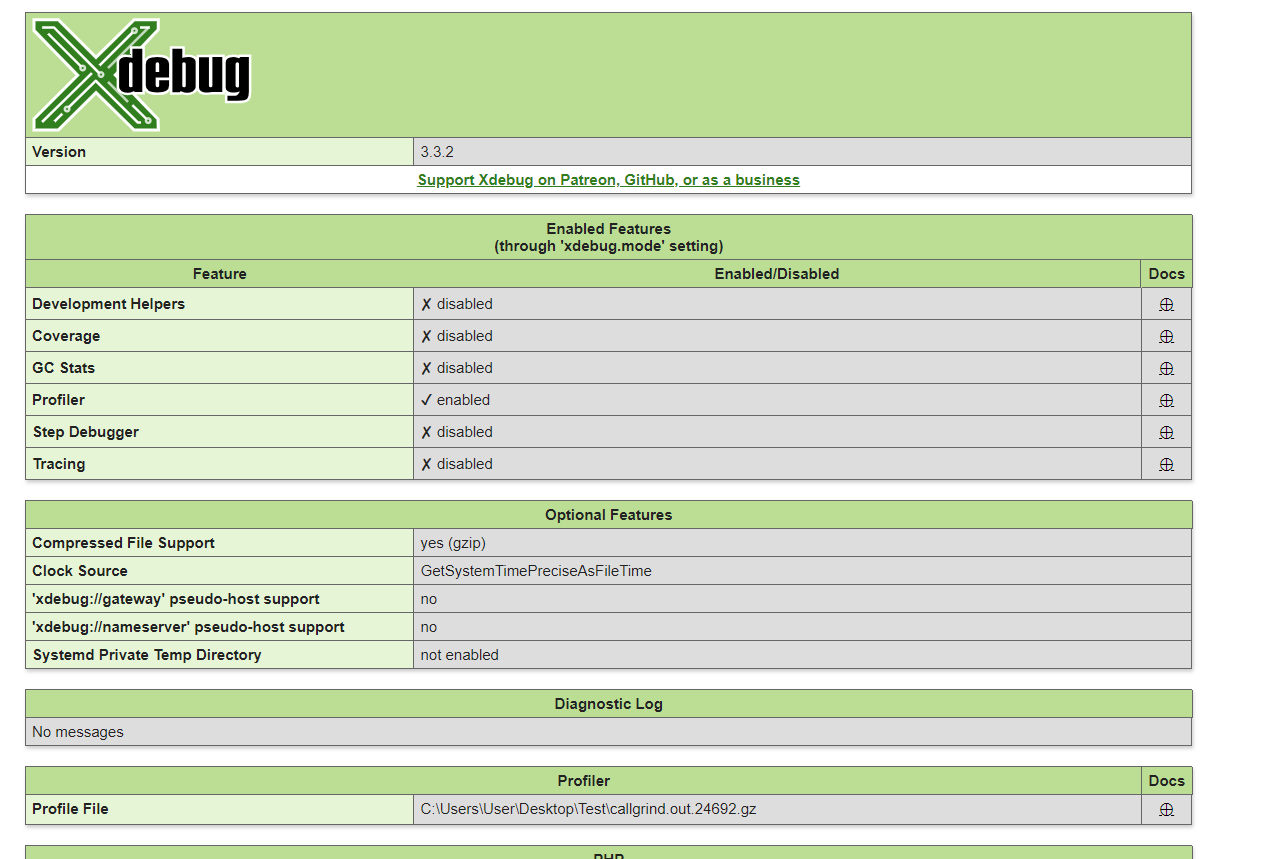 Xdebug
Version 3.3.2
Support Xdebug on Patreon, GitHub, or as a business
Enabled Features
(through 'xdebug.mode' setting)
Feature Enabled/Disabled Docs
Development Helpers ✗ disabled
Coverage ✗ disabled
GC Stats ✗ disabled
Profiler ✓ enabled
Step Debugger ✗ disabled
Tracing ✗ disabled
Optional Features
Compressed File Support yes (gzip)
Clock Source GetSystemTimePreciseAsFileTime
'xdebug://gateway' pseudo-host support no
'xdebug://nameserver' pseudo-host support no
Systemd Private Temp Directory not enabled
Diagnostic Log
No messages
Profiler Docs
Profile File C:\Users\User\Desktop\Test\callgrind.out.24692.gz
PHP